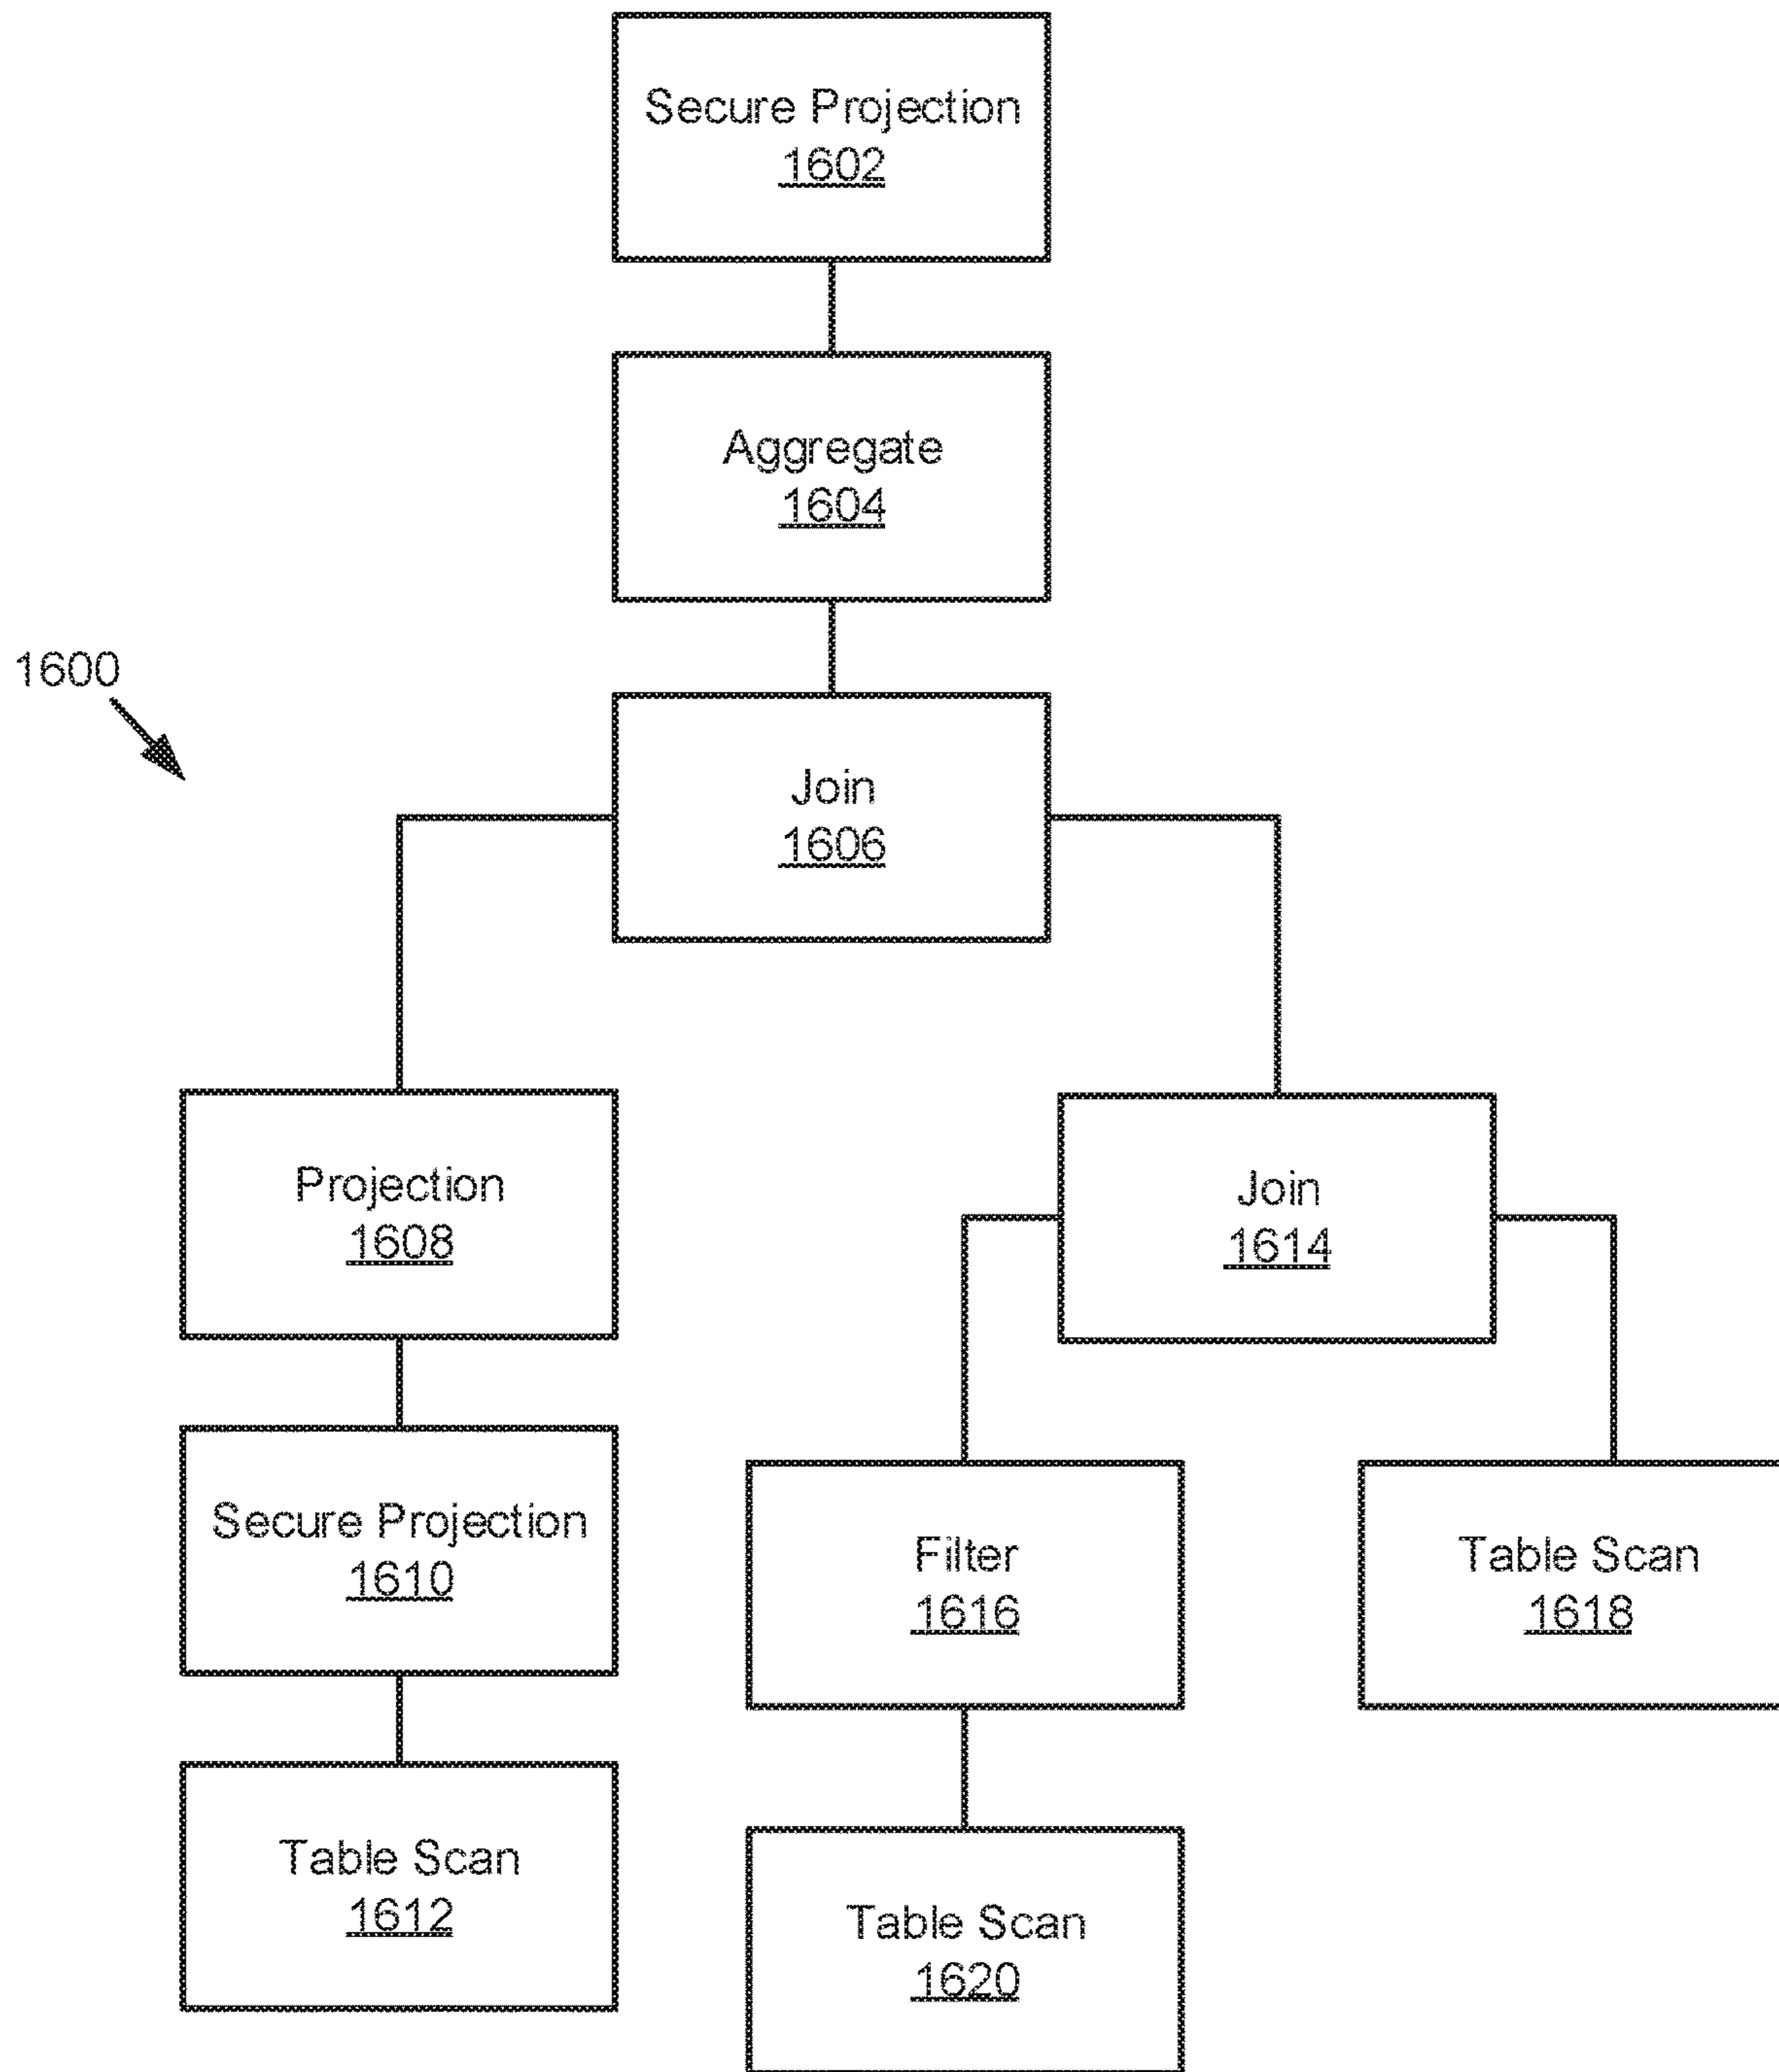 Secure Projection
1602
Aggregate
1604
1600
Join
1606
Projection
1608
Join
1614
Secure Projection
1610
Filter
1616
Table Scan
1618
Table Scan
1612
Table Scan
1620